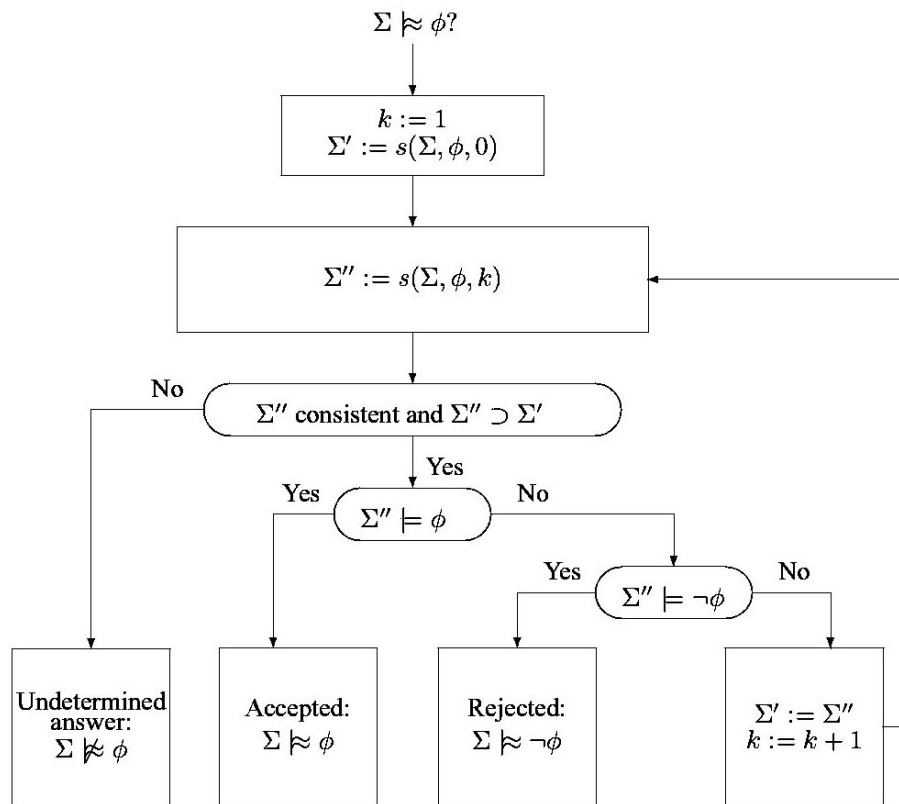 Σ |≈ ϕ?
k := 1
Σ′ := s(Σ, ϕ, 0)
Σ″ := s(Σ, ϕ, k)
No
Σ″ consistent and Σ″ ⊃ Σ′
Yes
Yes
No
Σ″ ⊨ ϕ
Yes
No
Σ″ ⊨ ¬ϕ
Undetermined
answer:
Σ |≉ ϕ
Accepted:
Σ |≈ ϕ
Rejected:
Σ |≈ ¬ϕ
Σ′ := Σ″
k := k + 1